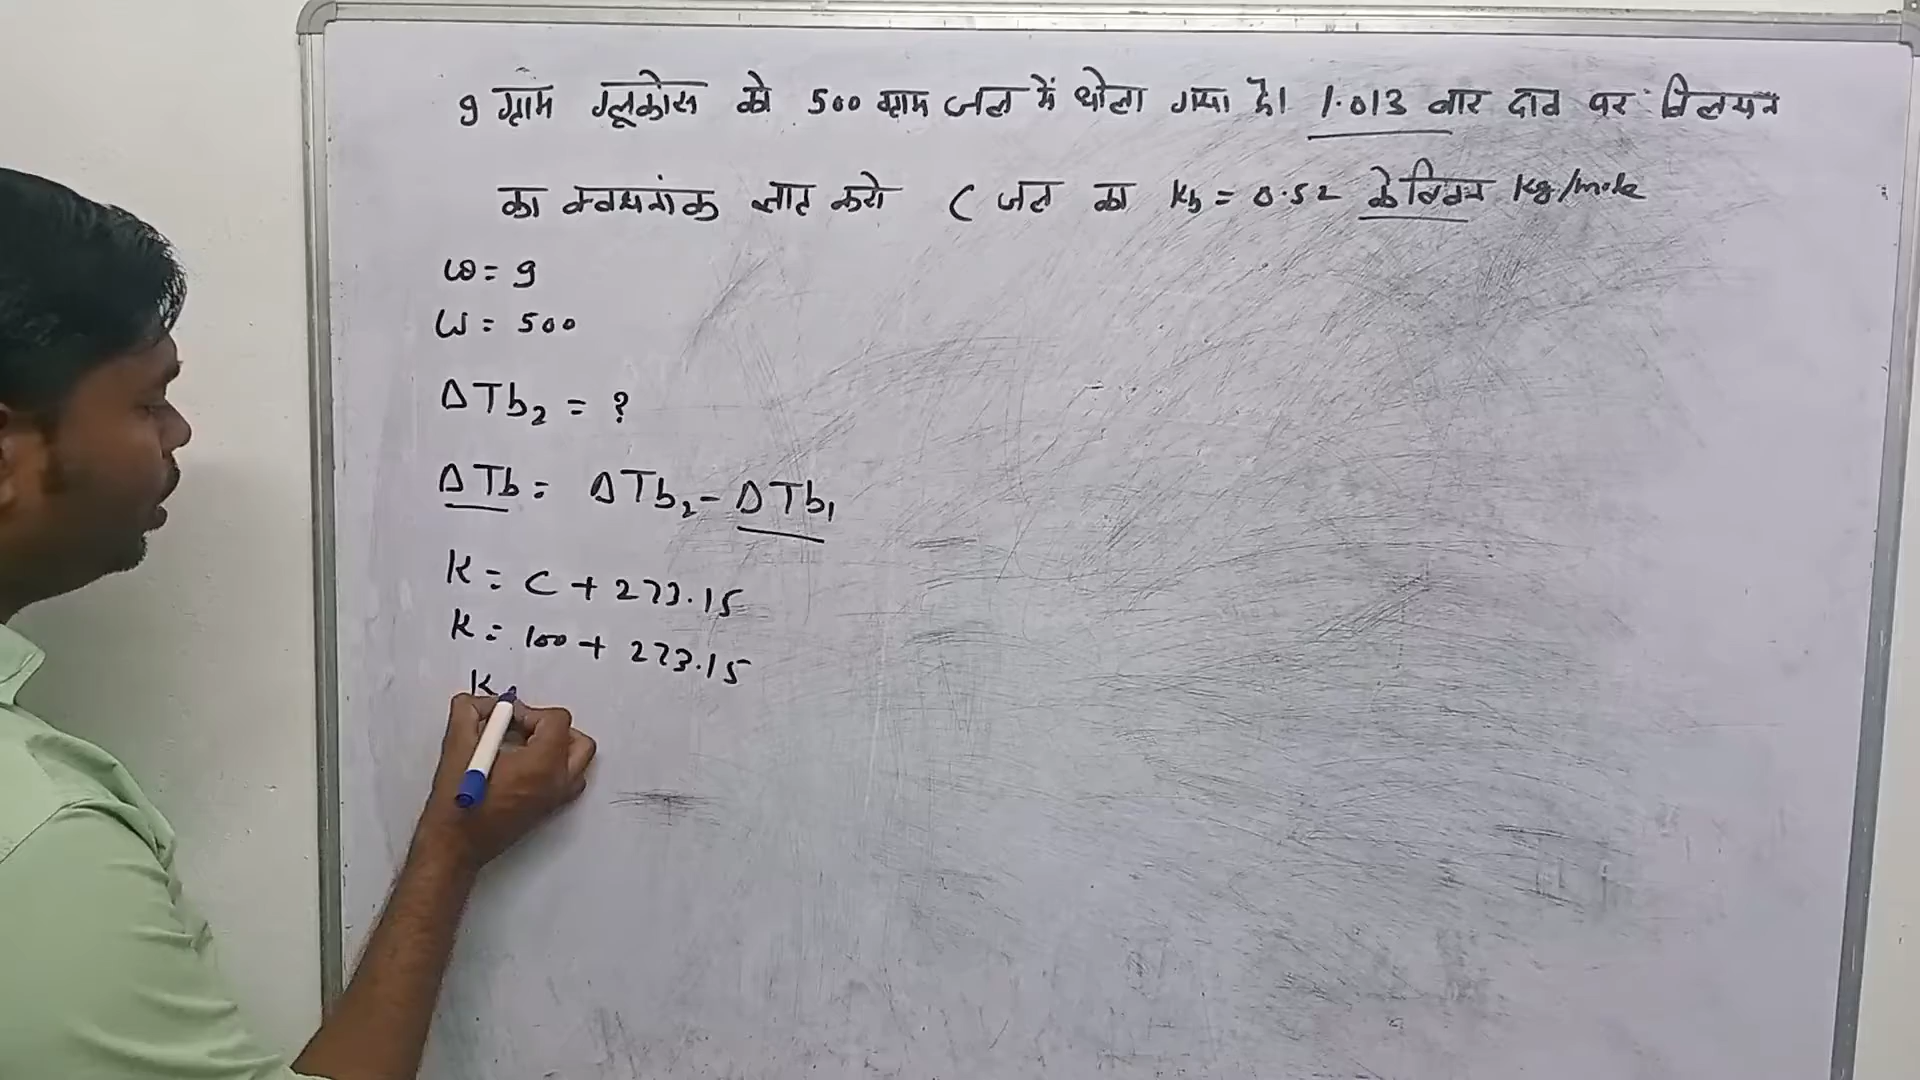 9 ग्राम ग्लूकोस को 500 ग्राम जल में घोला गया है। 1.013 बार दाब पर विलयन
का क्वथनांक ज्ञात करो ( जल का Kb = 0.52 केल्विन Kg/mole
w = 9
W = 500
ΔTb₂ = ?
ΔTb = ΔTb₂ - ΔTb₁
K = C + 273.15
K = 100 + 273.15
K